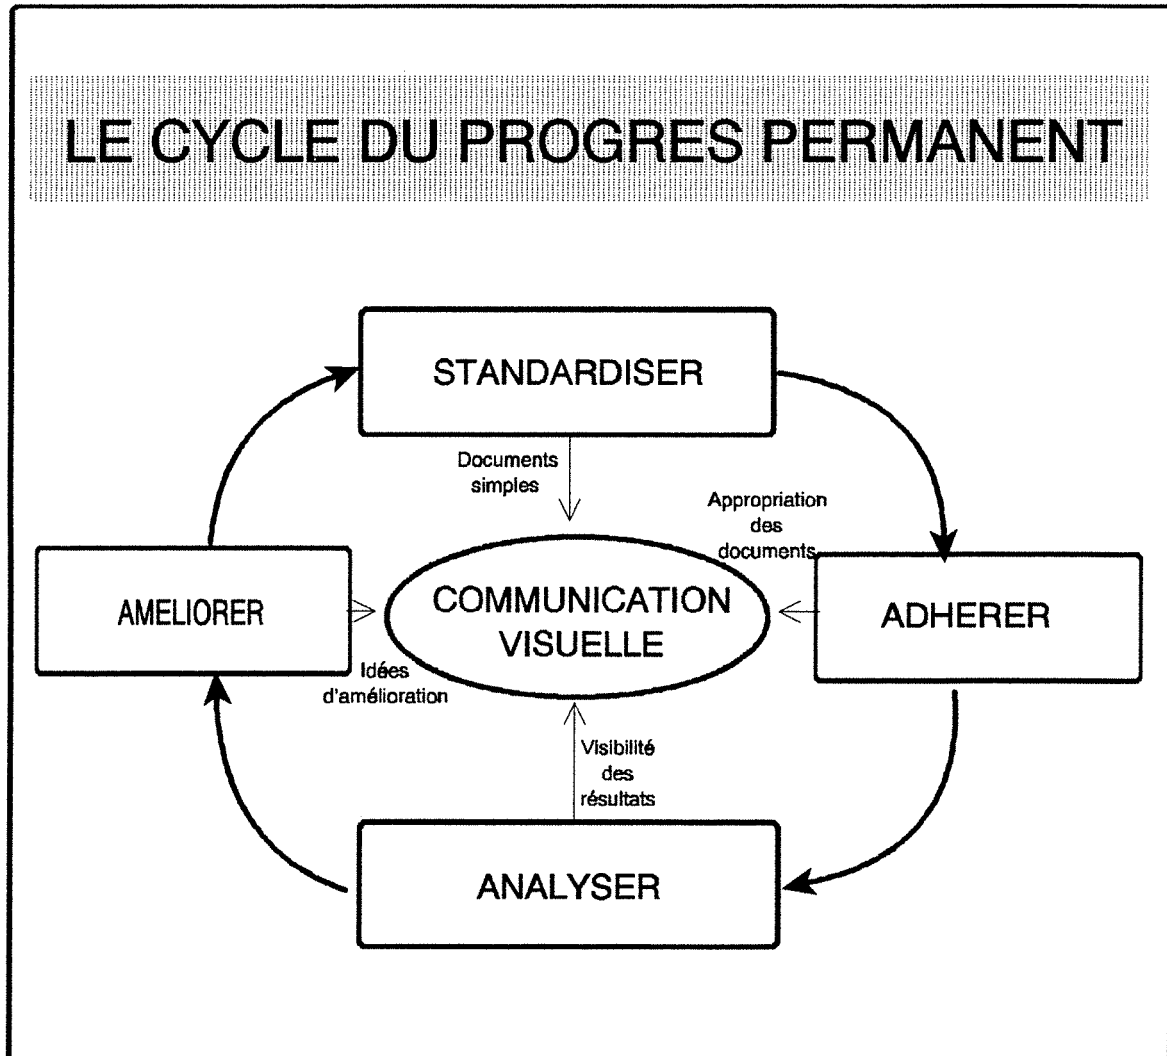 LE CYCLE DU PROGRES PERMANENT
STANDARDISER
Documents
simples
Appropriation
des
documents
AMELIORER
COMMUNICATION
VISUELLE
ADHERER
Idées
d'amélioration
Visibilité
des
résultats
ANALYSER